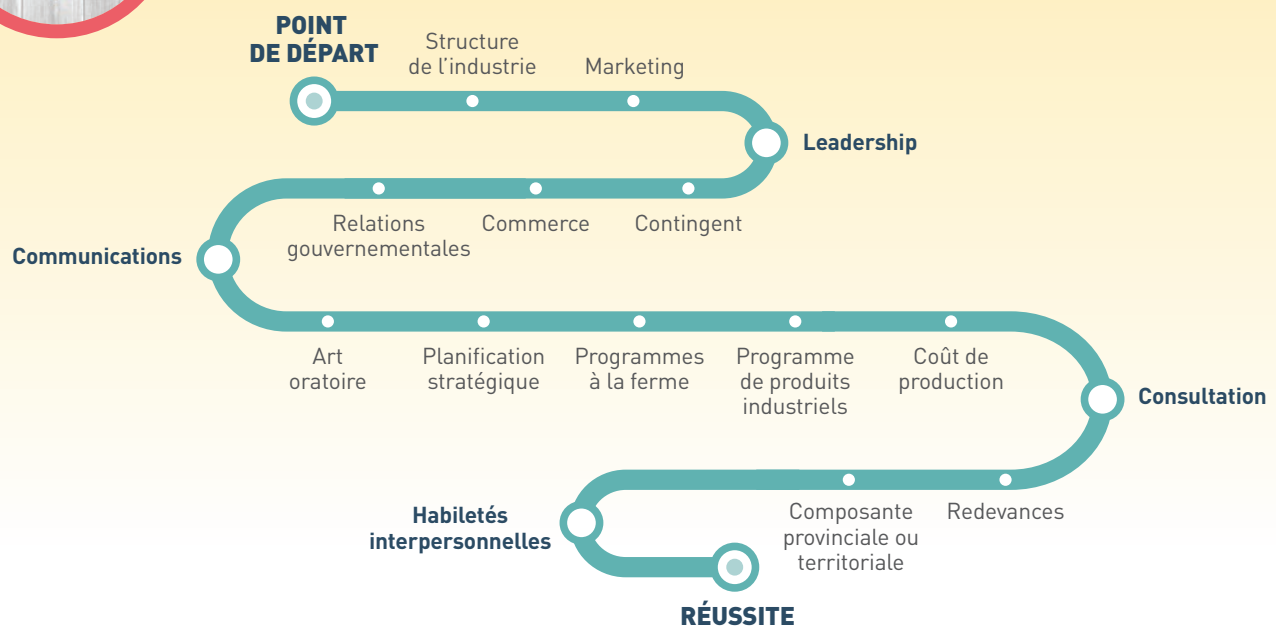 POINT
DE DÉPART
Structure
de l'industrie
Marketing
Leadership
Relations
gouvernementales
Commerce
Contingent
Communications
Art
oratoire
Planification
stratégique
Programmes
à la ferme
Programme
de produits
industriels
Coût de
production
Consultation
Redevances
Composante
provinciale ou
territoriale
Habiletés
interpersonnelles
RÉUSSITE